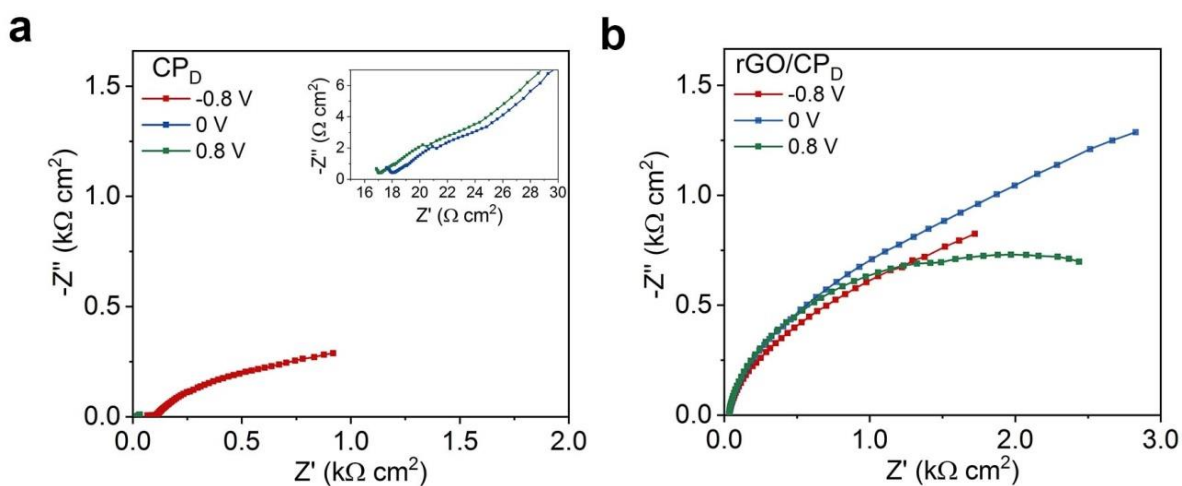 a
CP_D
-0.8 V
0 V
0.8 V
-Z'' (kΩ cm²)
1.5
1.0
0.5
0.0
0.0 0.5 1.0 1.5 2.0
Z' (kΩ cm²)
-Z'' (Ω cm²)
6
4
2
0
16 18 20 22 24 26 28 30
Z' (Ω cm²)
b
rGO/CP_D
-0.8 V
0 V
0.8 V
-Z'' (kΩ cm²)
1.5
1.0
0.5
0.0
0.0 1.0 2.0 3.0
Z' (kΩ cm²)